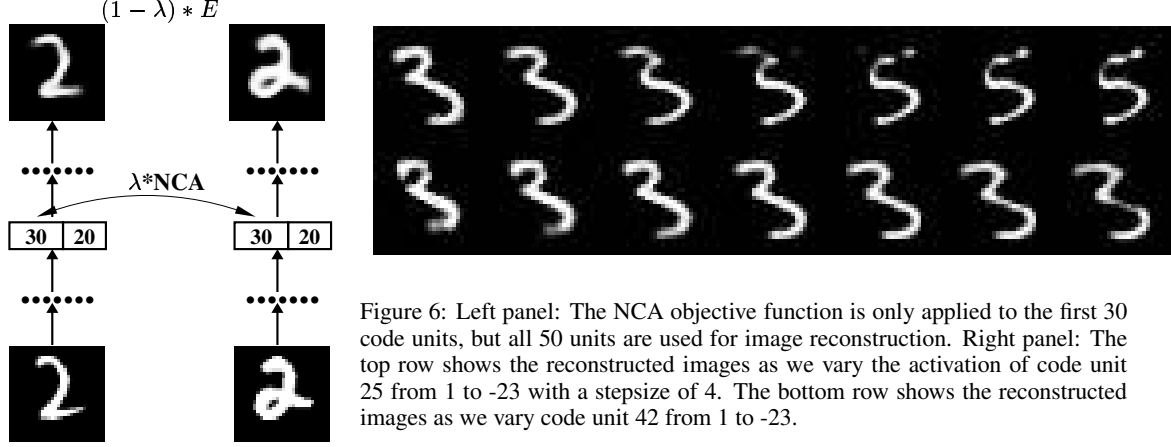 (1 − λ) ∗ E
λ*NCA
30 20
30 20
Figure 6: Left panel: The NCA objective function is only applied to the first 30
code units, but all 50 units are used for image reconstruction. Right panel: The
top row shows the reconstructed images as we vary the activation of code unit
25 from 1 to -23 with a stepsize of 4. The bottom row shows the reconstructed
images as we vary code unit 42 from 1 to -23.